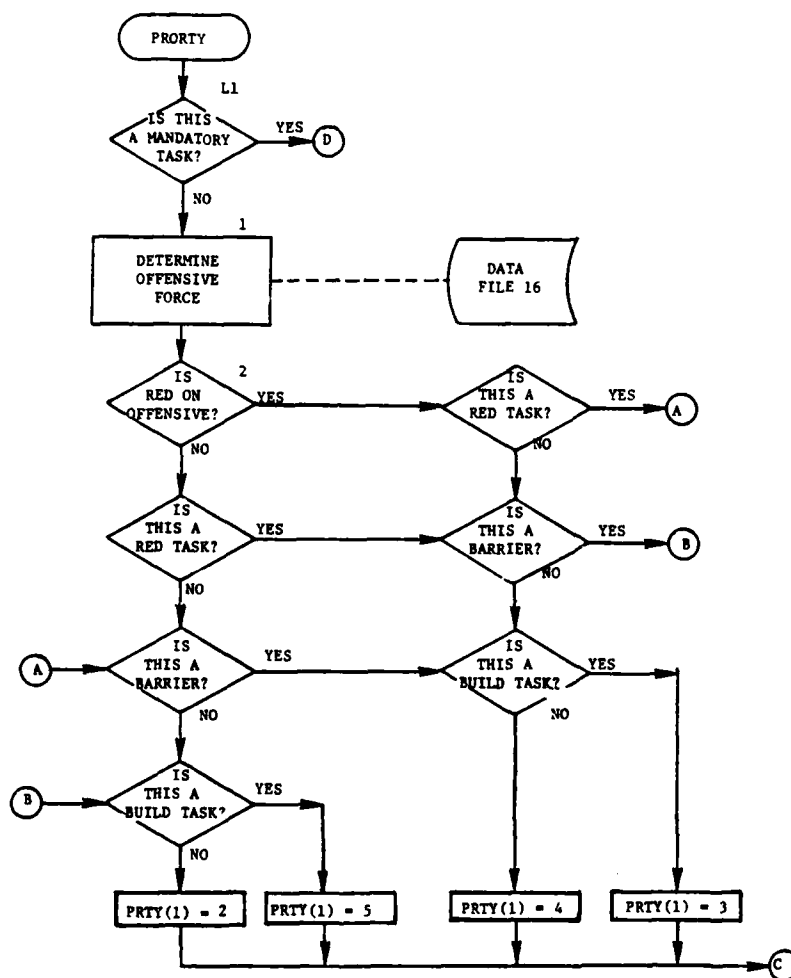 PRORTY
L1
IS THIS
A MANDATORY
TASK?
YES
D
NO
1
DETERMINE
OFFENSIVE
FORCE
DATA
FILE 16
2
IS
RED ON
OFFENSIVE?
YES
NO
IS
THIS A
RED TASK?
YES
A
NO
IS
THIS A
RED TASK?
YES
NO
IS
THIS A
BARRIER?
YES
B
NO
A
IS
THIS A
BARRIER?
YES
NO
IS
THIS A
BUILD TASK?
YES
NO
B
IS
THIS A
BUILD TASK?
YES
NO
PRTY(1) = 2
PRTY(1) = 5
PRTY(1) = 4
PRTY(1) = 3
C